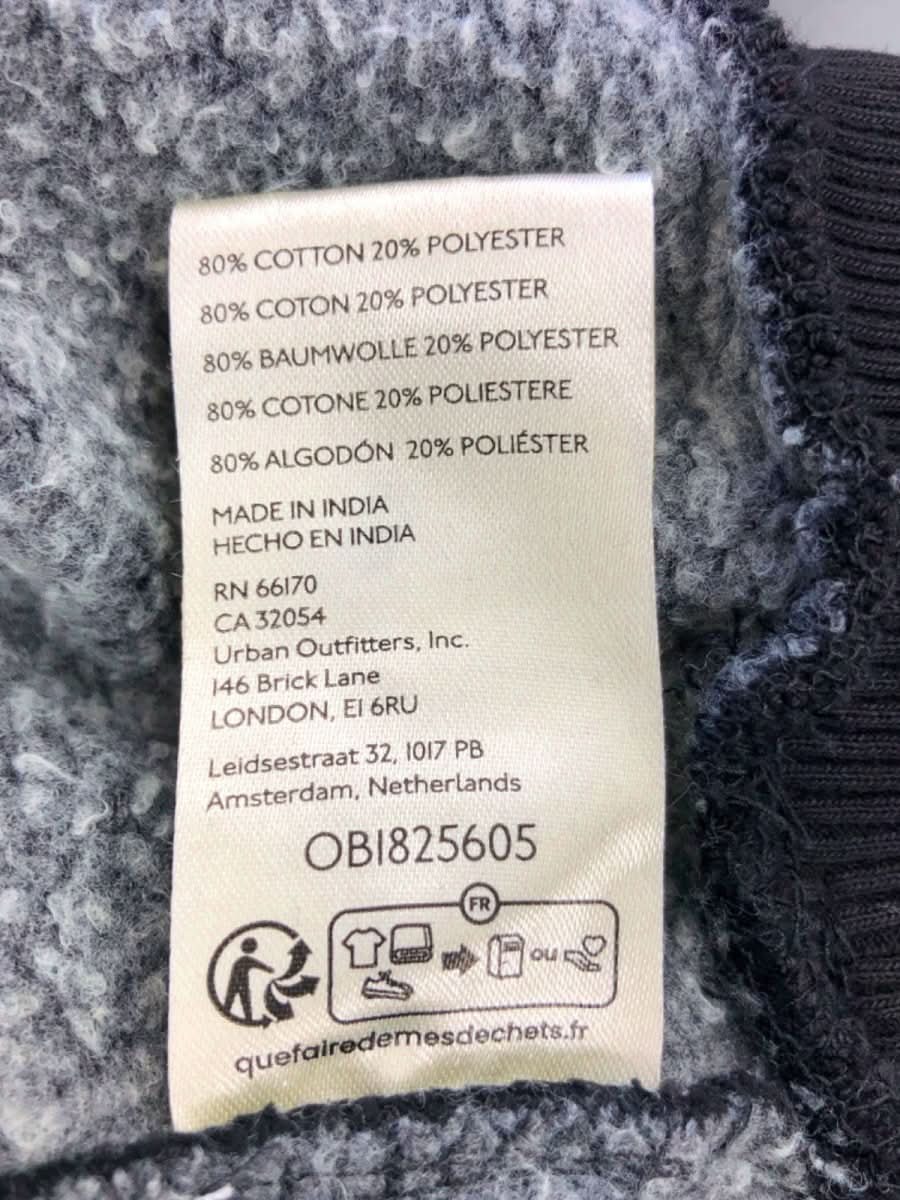 80% COTTON 20% POLYESTER
80% COTON 20% POLYESTER
80% BAUMWOLLE 20% POLYESTER
80% COTONE 20% POLIESTERE
80% ALGODÓN 20% POLIÉSTER
MADE IN INDIA
HECHO EN INDIA
RN 66170
CA 32054
Urban Outfitters, Inc.
146 Brick Lane
LONDON, E1 6RU
Leidsestraat 32, 1017 PB
Amsterdam, Netherlands
OB1825605
FR
ou
quefairedemesdechets.fr